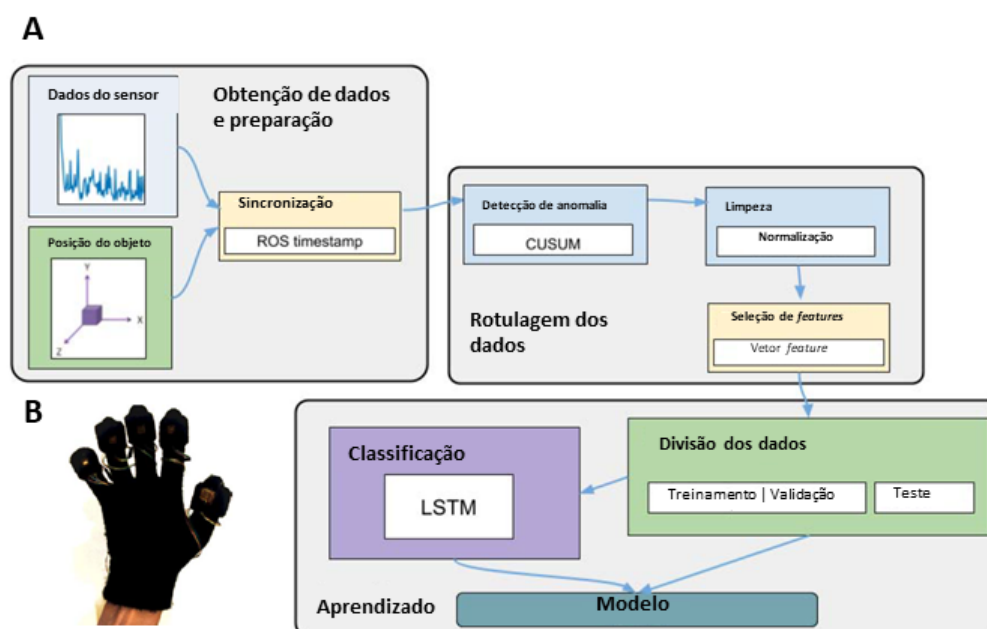 A
Dados do sensor
Obtenção de dados
e preparação
Sincronização
ROS timestamp
Posição do objeto
Y
X
Z
Detecção de anomalia
CUSUM
Limpeza
Normalização
Rotulagem dos
dados
Seleção de features
Vetor feature
B
Classificação
LSTM
Divisão dos dados
Treinamento | Validação
Teste
Aprendizado
Modelo